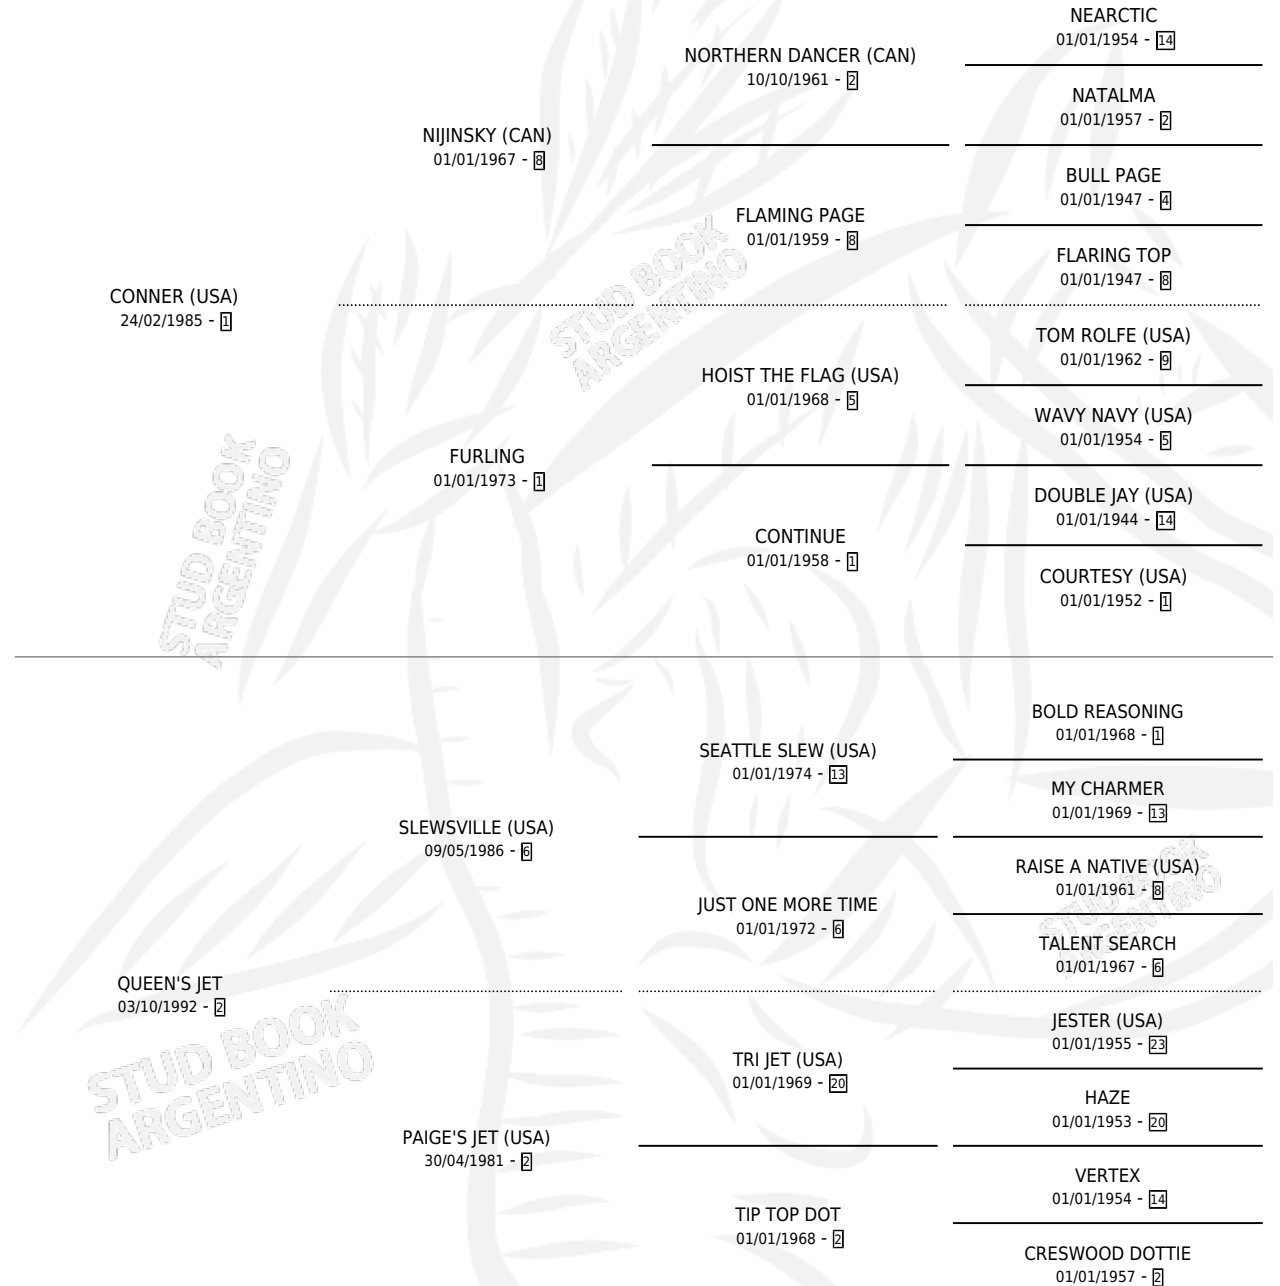 NEARCTIC
01/01/1954 - 14
NORTHERN DANCER (CAN)
10/10/1961 - 2
NATALMA
01/01/1957 - 2
NIJINSKY (CAN)
01/01/1967 - 8
BULL PAGE
01/01/1947 - 4
FLAMING PAGE
01/01/1959 - 8
FLARING TOP
01/01/1947 - 8
CONNER (USA)
24/02/1985 - 1
TOM ROLFE (USA)
01/01/1962 - 9
HOIST THE FLAG (USA)
01/01/1968 - 5
WAVY NAVY (USA)
01/01/1954 - 5
FURLING
01/01/1973 - 1
DOUBLE JAY (USA)
01/01/1944 - 14
CONTINUE
01/01/1958 - 1
COURTESY (USA)
01/01/1952 - 1
BOLD REASONING
01/01/1968 - 1
SEATTLE SLEW (USA)
01/01/1974 - 13
MY CHARMER
01/01/1969 - 13
SLEWSVILLE (USA)
09/05/1986 - 6
RAISE A NATIVE (USA)
01/01/1961 - 8
JUST ONE MORE TIME
01/01/1972 - 6
TALENT SEARCH
01/01/1967 - 6
QUEEN'S JET
03/10/1992 - 2
JESTER (USA)
01/01/1955 - 23
TRI JET (USA)
01/01/1969 - 20
HAZE
01/01/1953 - 20
PAIGE'S JET (USA)
30/04/1981 - 2
VERTEX
01/01/1954 - 14
TIP TOP DOT
01/01/1968 - 2
CRESWOOD DOTTIE
01/01/1957 - 2
STUD BOOK
ARGENTINO
STUD BOOK
ARGENTINO
STUD BOOK
ARGENTINO
STUD BOOK
ARGENTINO